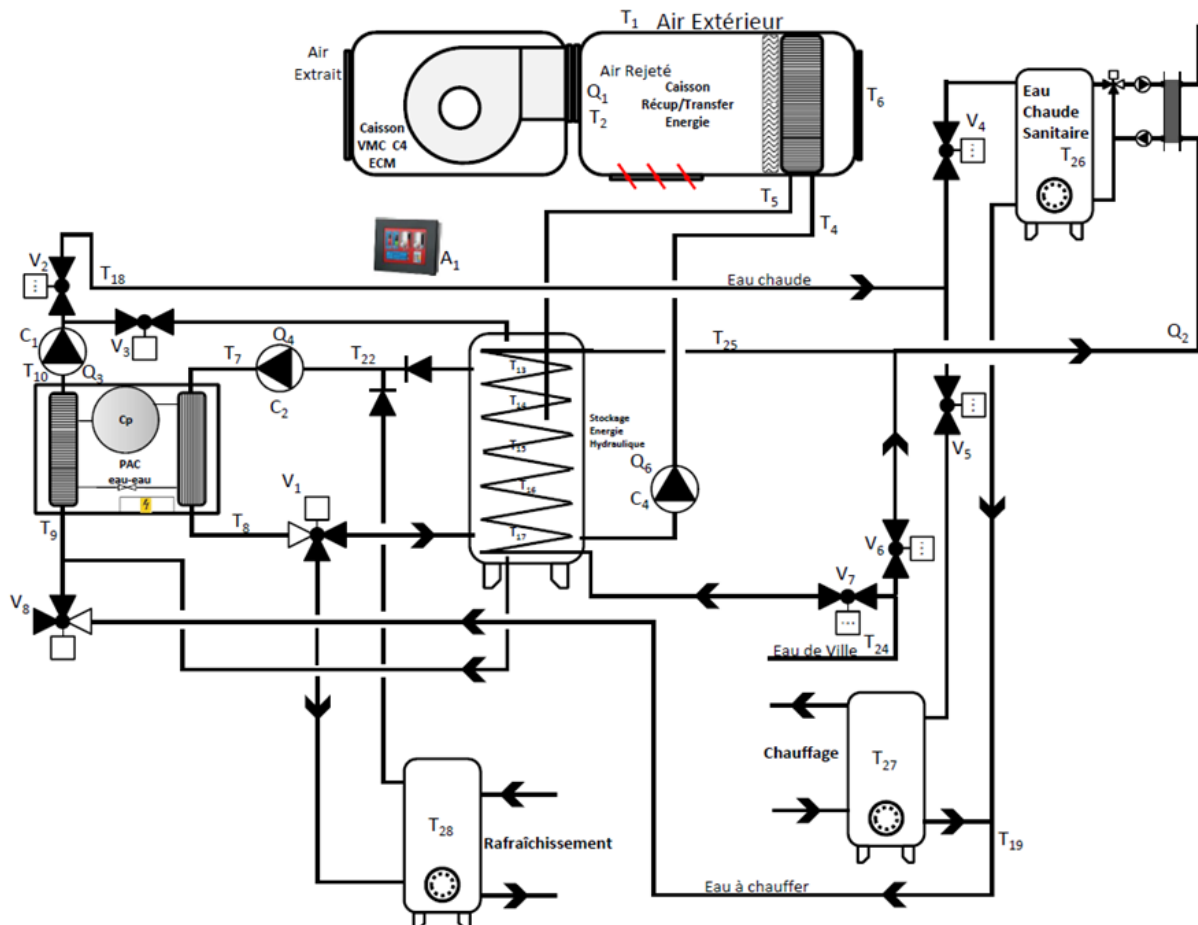 T1 Air Extérieur
Air
Extrait
Air Rejeté
Q1
T2
Caisson
Récup/Transfer
Energie
T6
Caisson
VMC C4
ECM
Eau
Chaude
Sanitaire
T26
V4
T5
T4
A1
V2
T18
Eau chaude
C1
V3
Q4
T7
T22
T25
Q2
T10
Q3
C2
T13
T14
T15
T16
T17
Stockage
Energie
Hydraulique
Cp
PAC
eau-eau
Q6
C4
V5
V1
T9
T8
V6
V7
V8
Eau de Ville
T24
Chauffage
T27
T28
Rafraîchissement
T19
Eau à chauffer